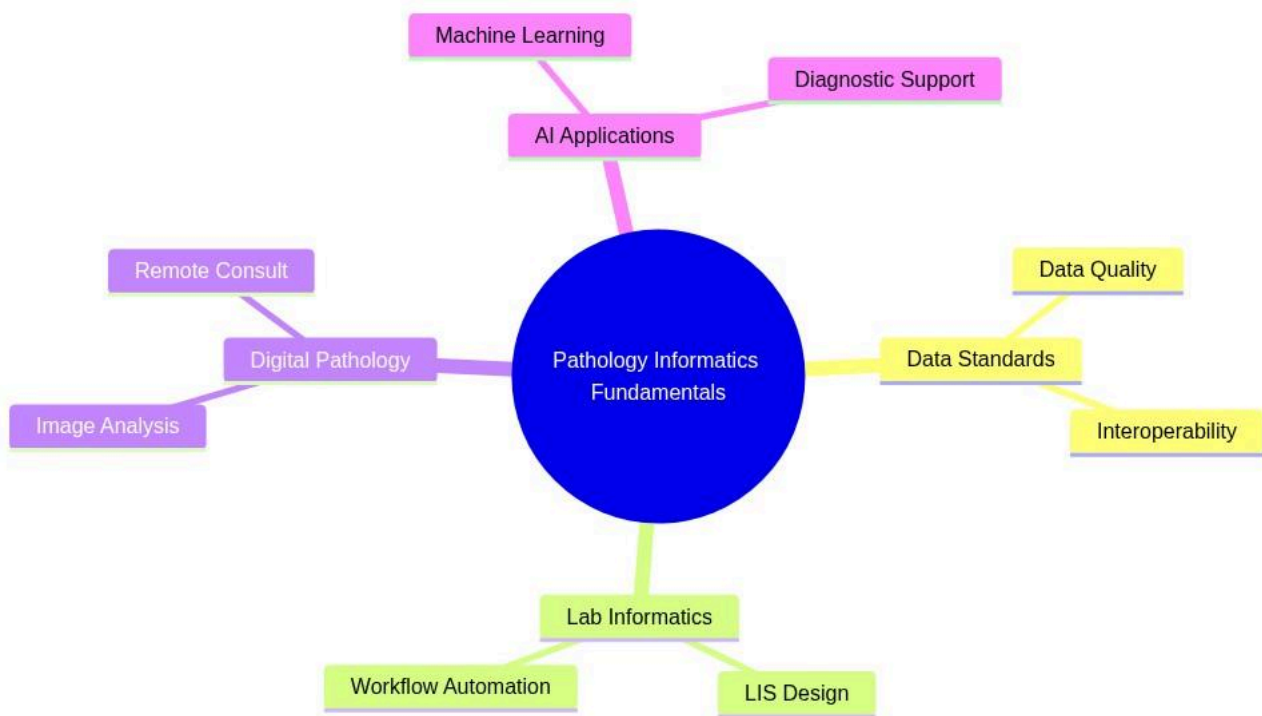 Machine Learning
Diagnostic Support
AI Applications
Remote Consult
Data Quality
Digital Pathology
Pathology Informatics
Fundamentals
Data Standards
Image Analysis
Interoperability
Lab Informatics
Workflow Automation
LIS Design